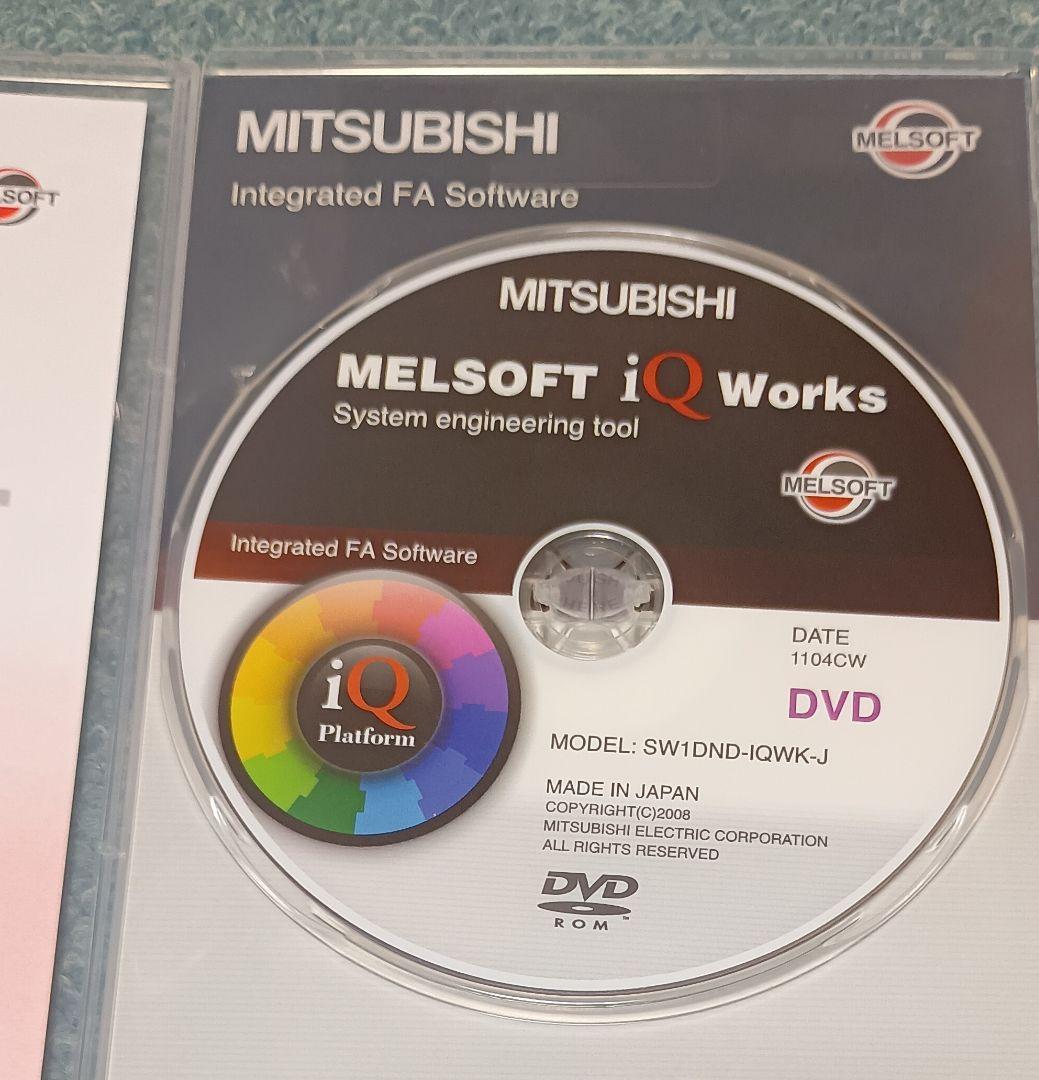 MITSUBISHI
MELSOFT
Integrated FA Software
SOFT
MITSUBISHI
MELSOFT iQ Works
System engineering tool
MELSOFT
Integrated FA Software
iQ
Platform
DATE
1104CW
DVD
MODEL: SW1DND-IQWK-J
MADE IN JAPAN
COPYRIGHT(C)2008
MITSUBISHI ELECTRIC CORPORATION
ALL RIGHTS RESERVED
DVD
ROM